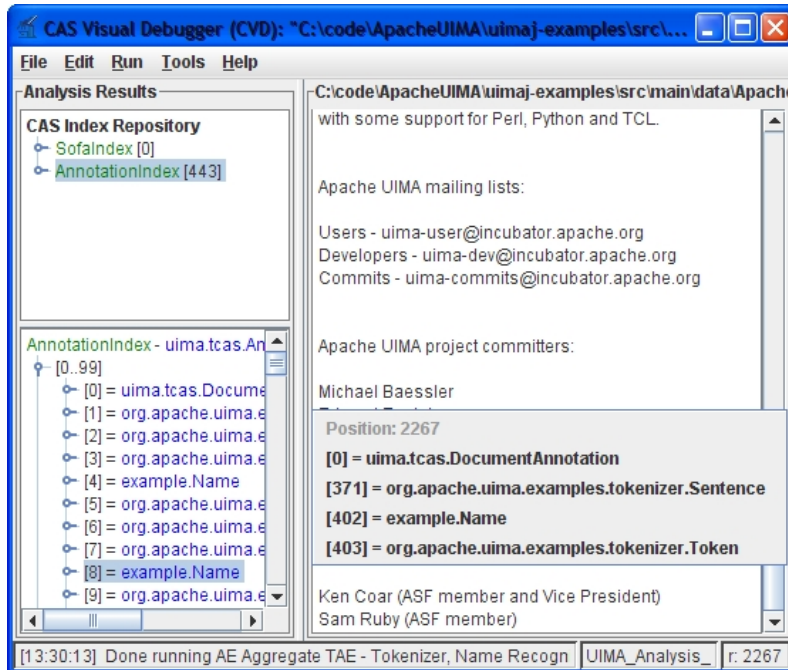 CAS Visual Debugger (CVD): "C:\code\ApacheUIMA\uimaj-examples\src\...
File Edit Run Tools Help
Analysis Results
CAS Index Repository
SofaIndex [0]
AnnotationIndex [443]
AnnotationIndex - uima.tcas.An
[0..99]
[0] = uima.tcas.Docume
[1] = org.apache.uima.e
[2] = org.apache.uima.e
[3] = org.apache.uima.e
[4] = example.Name
[5] = org.apache.uima.e
[6] = org.apache.uima.e
[7] = org.apache.uima.e
[8] = example.Name
[9] = org.apache.uima.e
C:\code\ApacheUIMA\uimaj-examples\src\main\data\Apache
with some support for Perl, Python and TCL.
Apache UIMA mailing lists:
Users - uima-user@incubator.apache.org
Developers - uima-dev@incubator.apache.org
Commits - uima-commits@incubator.apache.org
Apache UIMA project committers:
Michael Baessler
Position: 2267
[0] = uima.tcas.DocumentAnnotation
[371] = org.apache.uima.examples.tokenizer.Sentence
[402] = example.Name
[403] = org.apache.uima.examples.tokenizer.Token
Ken Coar (ASF member and Vice President)
Sam Ruby (ASF member)
[13:30:13] Done running AE Aggregate TAE - Tokenizer, Name Recogn
UIMA_Analysis_
r: 2267